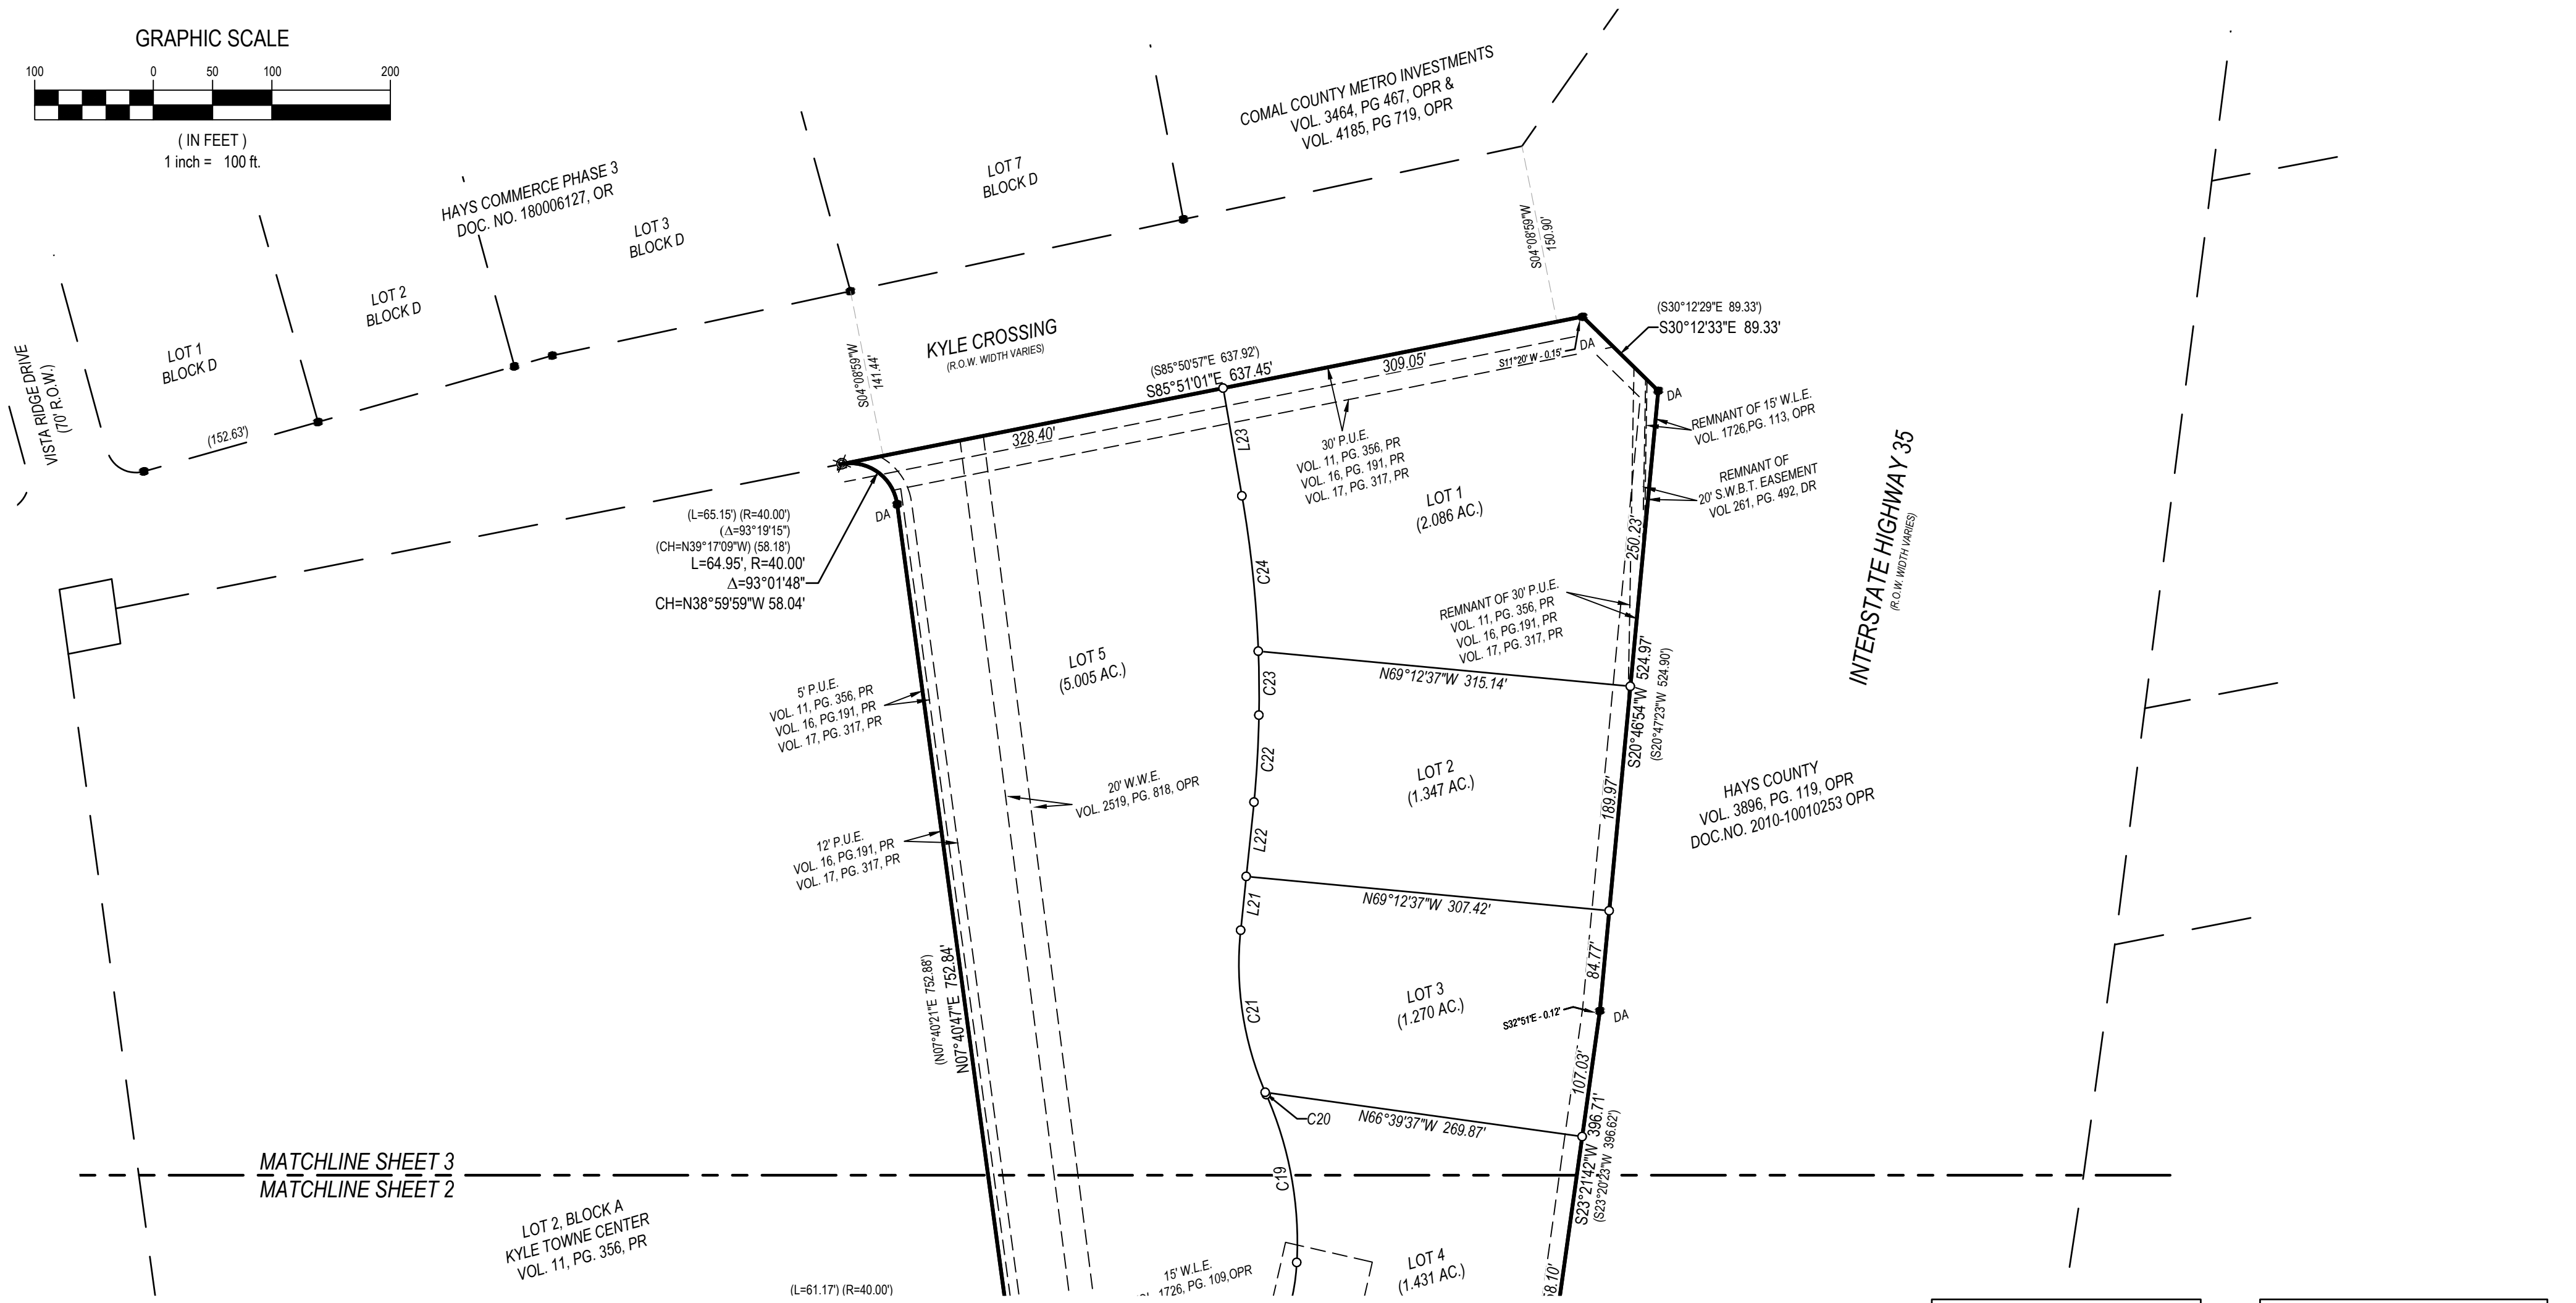 GRAPHIC SCALE
100 0 50 100 200
( IN FEET )
1 inch = 100 ft.
COMAL COUNTY METRO INVESTMENTS
VOL. 3464, PG 467, OPR &
VOL. 4185, PG 719, OPR
HAYS COMMERCE PHASE 3
DOC. NO. 180006127, OR
LOT 7
BLOCK D
LOT 3
BLOCK D
LOT 2
BLOCK D
LOT 1
BLOCK D
VISTA RIDGE DRIVE
(70' R.O.W.)
(152.63')
S04°08'59"W
141.44'
S04°08'59"W
150.90'
KYLE CROSSING
(R.O.W. WIDTH VARIES)
(S85°50'57"E 637.92')
S85°51'01"E 637.45'
328.40'
309.05'
S11°20' W - 0.15'
DA
(S30°12'29"E 89.33')
S30°12'33"E 89.33'
DA
REMNANT OF 15' W.L.E.
VOL. 1726,PG. 113, OPR
REMNANT OF
20' S.W.B.T. EASEMENT
VOL 261, PG. 492, DR
INTERSTATE HIGHWAY 35
(R.O.W. WIDTH VARIES)
30' P.U.E.
VOL. 11, PG. 356, PR
VOL. 16, PG. 191, PR
VOL. 17, PG. 317, PR
L23
LOT 1
(2.086 AC.)
250.23'
DA
(L=65.15') (R=40.00')
(Δ=93°19'15")
(CH=N39°17'09"W) (58.18')
L=64.95', R=40.00'
Δ=93°01'48"
CH=N38°59'59"W 58.04'
C24
REMNANT OF 30' P.U.E.
VOL. 11, PG. 356, PR
VOL. 16, PG.191, PR
VOL. 17, PG. 317, PR
LOT 5
(5.005 AC.)
N69°12'37"W 315.14'
C23
S20°46'54"W 524.97'
(S20°47'23"W 524.90')
5' P.U.E.
VOL. 11, PG. 356, PR
VOL. 16, PG.191, PR
VOL. 17, PG. 317, PR
C22
20' W.W.E.
VOL. 2519, PG. 818, OPR
LOT 2
(1.347 AC.)
189.97'
HAYS COUNTY
VOL. 3896, PG. 119, OPR
DOC.NO. 2010-10010253 OPR
12' P.U.E.
VOL. 16, PG.191, PR
VOL. 17, PG. 317, PR
L22
L21
N69°12'37"W 307.42'
84.77'
(N07°40'21"E 752.88')
N07°40'47"E 752.84'
C21
LOT 3
(1.270 AC.)
S32°51'E - 0.12'
DA
107.03'
C20
N66°39'37"W 269.87'
S23°21'42"W 396.71'
(S23°20'23"W 396.62')
MATCHLINE SHEET 3
MATCHLINE SHEET 2
C19
LOT 2, BLOCK A
KYLE TOWNE CENTER
VOL. 11, PG. 356, PR
LOT 4
(1.431 AC.)
15' W.L.E.
1726, PG. 109,OPR
8.10'
(L=61.17') (R=40.00')